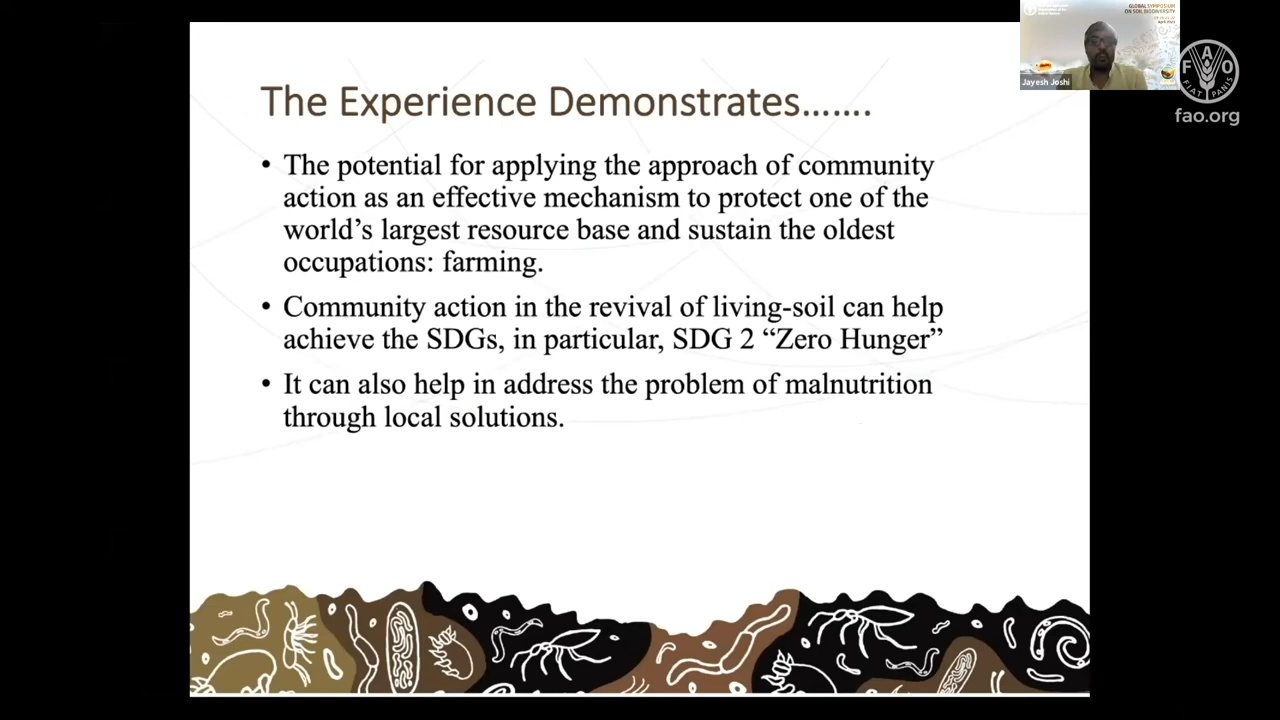 The Experience Demonstrates.......
• The potential for applying the approach of community
action as an effective mechanism to protect one of the
world's largest resource base and sustain the oldest
occupations: farming.
• Community action in the revival of living-soil can help
achieve the SDGs, in particular, SDG 2 “Zero Hunger”
• It can also help in address the problem of malnutrition
through local solutions.
GLOBAL SYMPOSIUM
ON SOIL BIODIVERSITY
Jayesh Joshi
F A O
FIAT PANIS
fao.org